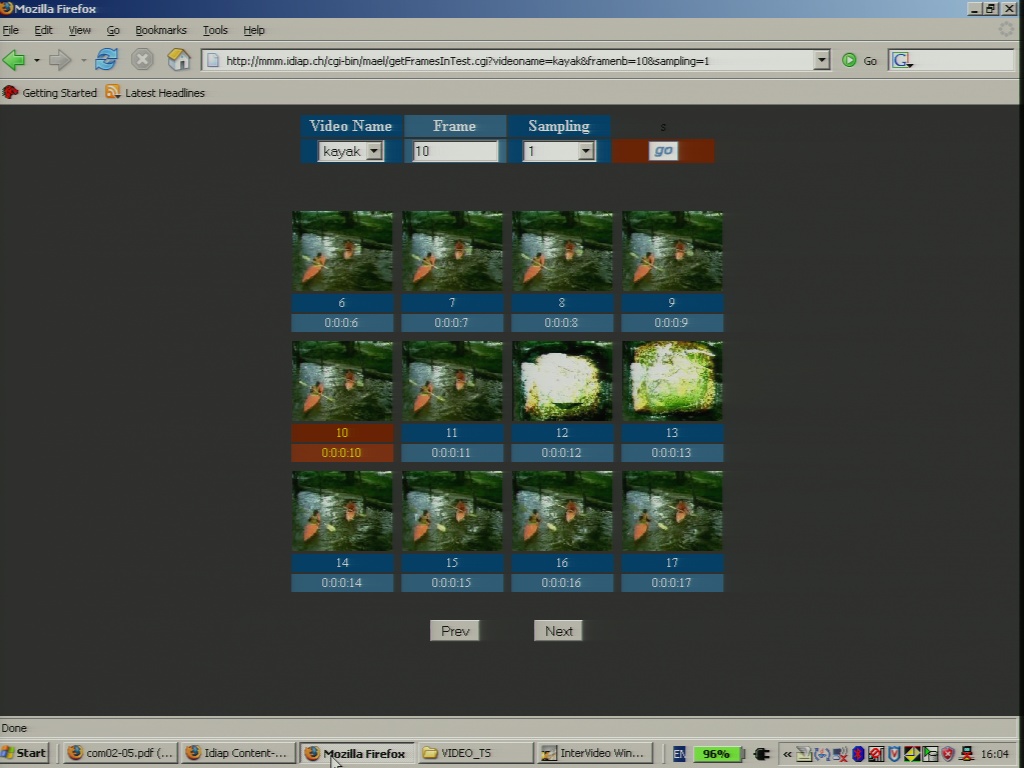 Mozilla Firefox
File Edit View Go Bookmarks Tools Help
http://mmm.idiap.ch/cgi-bin/mael/getFramesInTest.cgi?videoname=kayak&framenb=10&sampling=1 Go G
Getting Started Latest Headlines
Video Name Frame Sampling s
kayak 10 1 go
6 7 8 9
0:0:0:6 0:0:0:7 0:0:0:8 0:0:0:9
10 11 12 13
0:0:0:10 0:0:0:11 0:0:0:12 0:0:0:13
14 15 16 17
0:0:0:14 0:0:0:15 0:0:0:16 0:0:0:17
Prev Next
Done
Start com02-05.pdf (... Idiap Content-... Mozilla Firefox VIDEO_TS InterVideo Win... EN 96% « 16:04